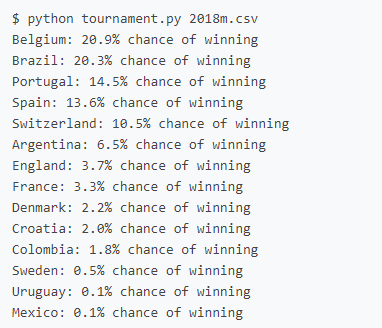 $ python tournament.py 2018m.csv
Belgium: 20.9% chance of winning
Brazil: 20.3% chance of winning
Portugal: 14.5% chance of winning
Spain: 13.6% chance of winning
Switzerland: 10.5% chance of winning
Argentina: 6.5% chance of winning
England: 3.7% chance of winning
France: 3.3% chance of winning
Denmark: 2.2% chance of winning
Croatia: 2.0% chance of winning
Colombia: 1.8% chance of winning
Sweden: 0.5% chance of winning
Uruguay: 0.1% chance of winning
Mexico: 0.1% chance of winning